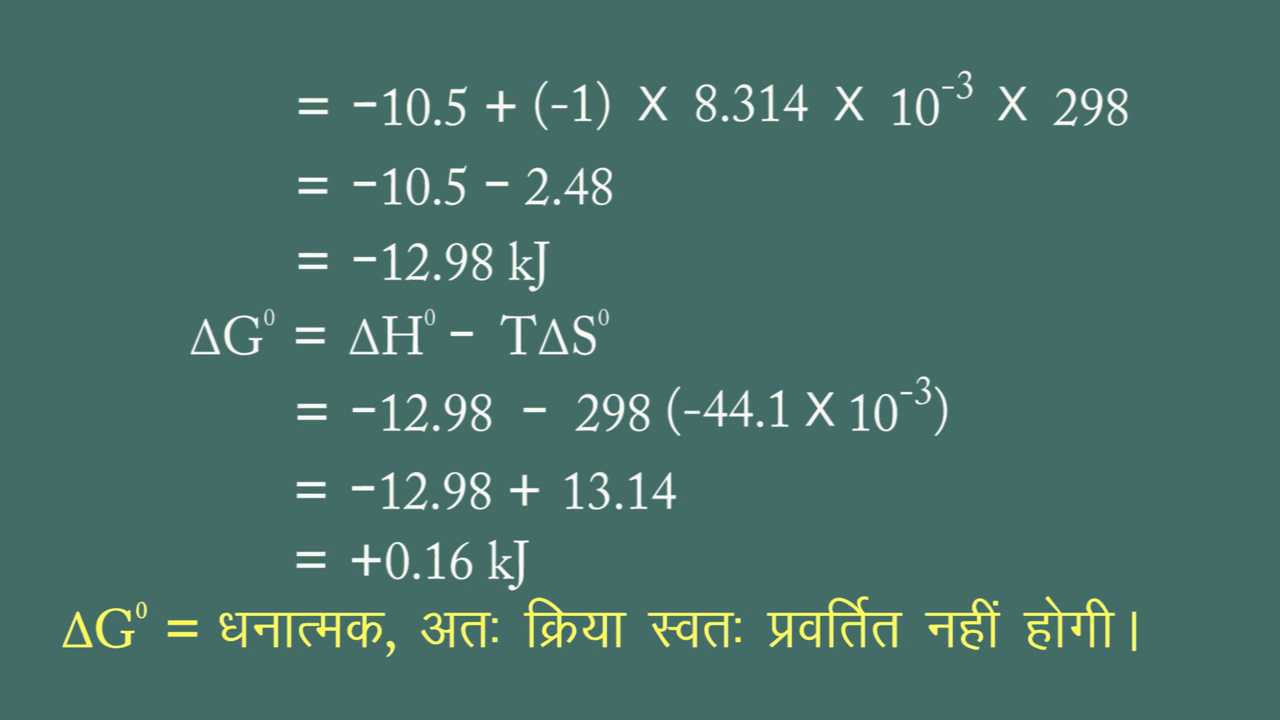 = −10.5 + (-1) X 8.314 X 10⁻³ X 298
= −10.5 − 2.48
= −12.98 kJ
ΔG⁰ = ΔH⁰ − TΔS⁰
= −12.98 − 298 (-44.1 X 10⁻³)
= −12.98 + 13.14
= +0.16 kJ
ΔG⁰ = धनात्मक, अतः क्रिया स्वतः प्रवर्तित नहीं होगी।